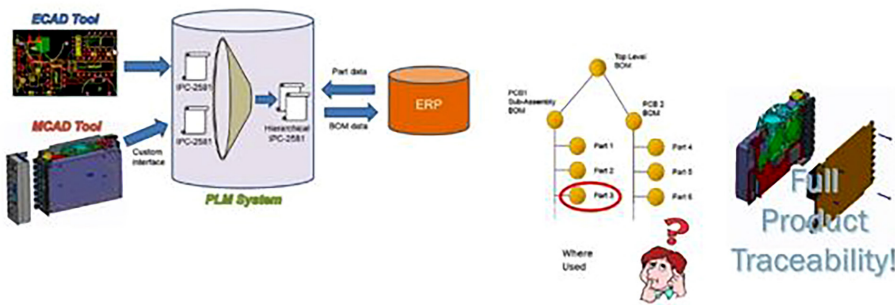 ECAD Tool
MCAD Tool
Custom
interface
IPC-2581
IPC-2581
Hierarchical
IPC-2581
PLM System
Part data
BOM data
ERP
Top Level
BOM
PCB1
Sub-Assembly
BOM
PCB 2
BOM
Part 1
Part 2
Part 3
Part 4
Part 5
Part 6
Where
Used
?
Full
Product
Traceability!